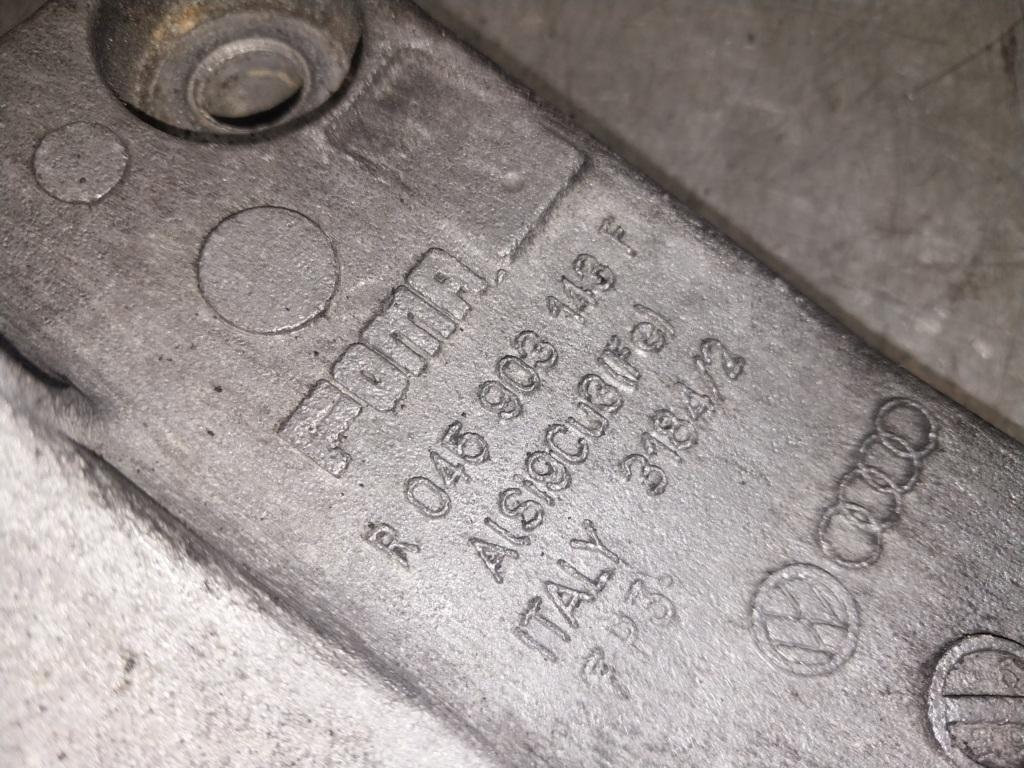 FOMA
R 045 903 143 F
AlSi9Cu3(Fe)
3184/2
ITALY